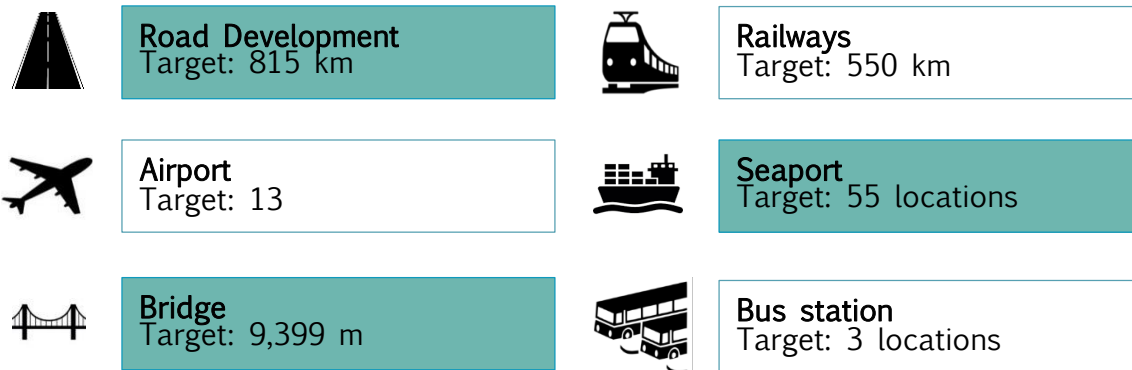 Road Development
Target: 815 km
Railways
Target: 550 km
Airport
Target: 13
Seaport
Target: 55 locations
Bridge
Target: 9,399 m
Bus station
Target: 3 locations